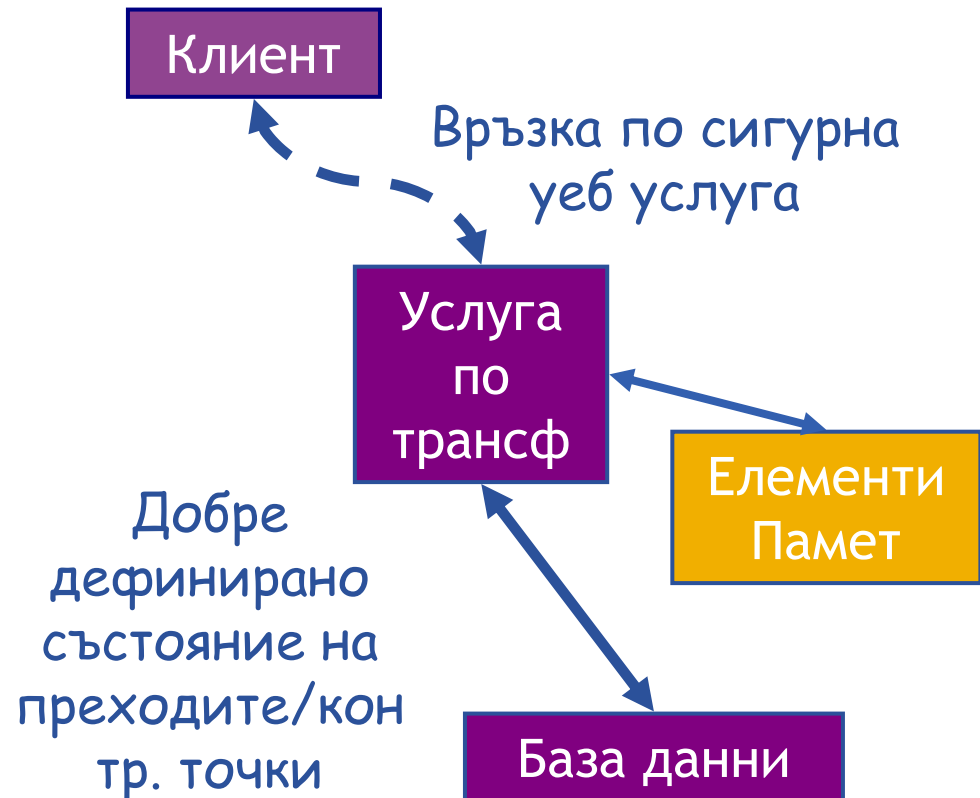 Клиент
Връзка по сигурна
уеб услуга
Услуга
по
трансф
Елементи
Памет
Добре
дефинирано
състояние на
преходите/кон
тр. точки
База данни